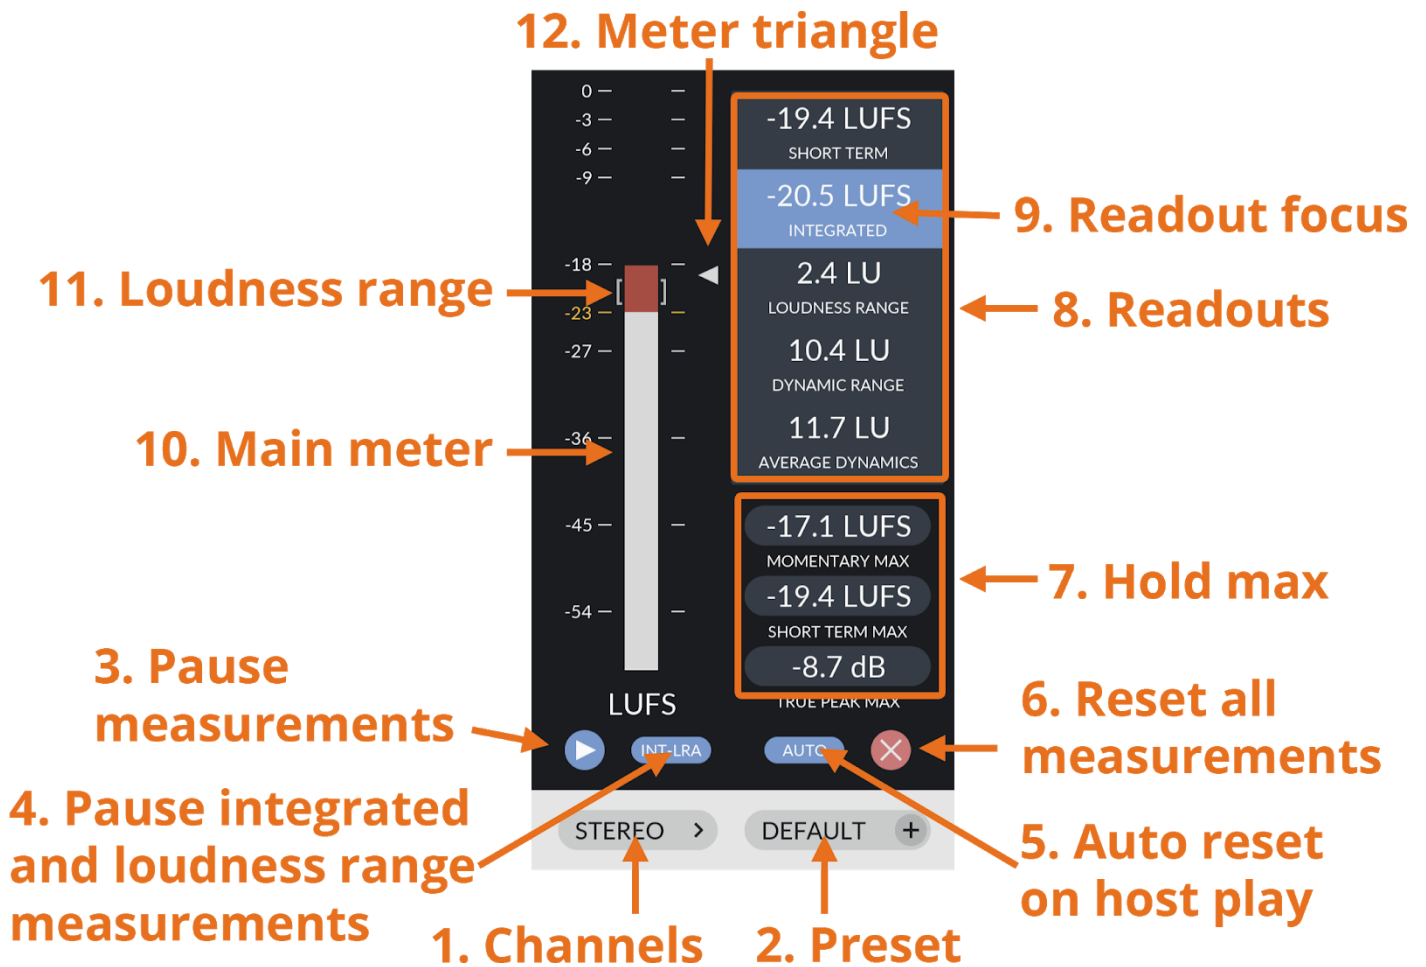 12. Meter triangle
0
-3
-6
-9
-18
-23
-27
-36
-45
-54
LUFS
-19.4 LUFS
SHORT TERM
-20.5 LUFS
INTEGRATED
2.4 LU
LOUDNESS RANGE
10.4 LU
DYNAMIC RANGE
11.7 LU
AVERAGE DYNAMICS
-17.1 LUFS
MOMENTARY MAX
-19.4 LUFS
SHORT TERM MAX
-8.7 dB
TRUE PEAK MAX
INT-LRA
AUTO
STEREO
DEFAULT
11. Loudness range
10. Main meter
3. Pause
measurements
4. Pause integrated
and loudness range
measurements
9. Readout focus
8. Readouts
7. Hold max
6. Reset all
measurements
5. Auto reset
on host play
1. Channels
2. Preset